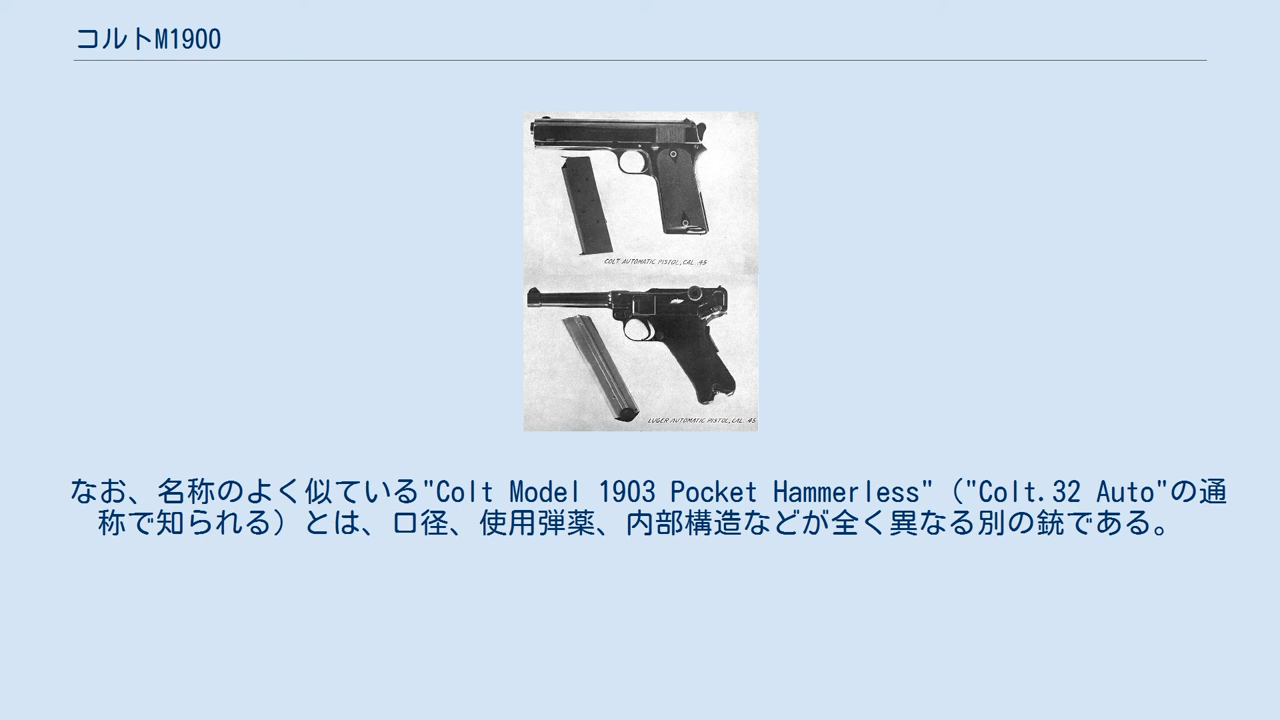 コルトM1900
COLT AUTOMATIC PISTOL, CAL .45
LUGER AUTOMATIC PISTOL, CAL. 45
なお、名称のよく似ている"Colt Model 1903 Pocket Hammerless"（"Colt.32 Auto"の通
称で知られる）とは、口径、使用弾薬、内部構造などが全く異なる別の銃である。